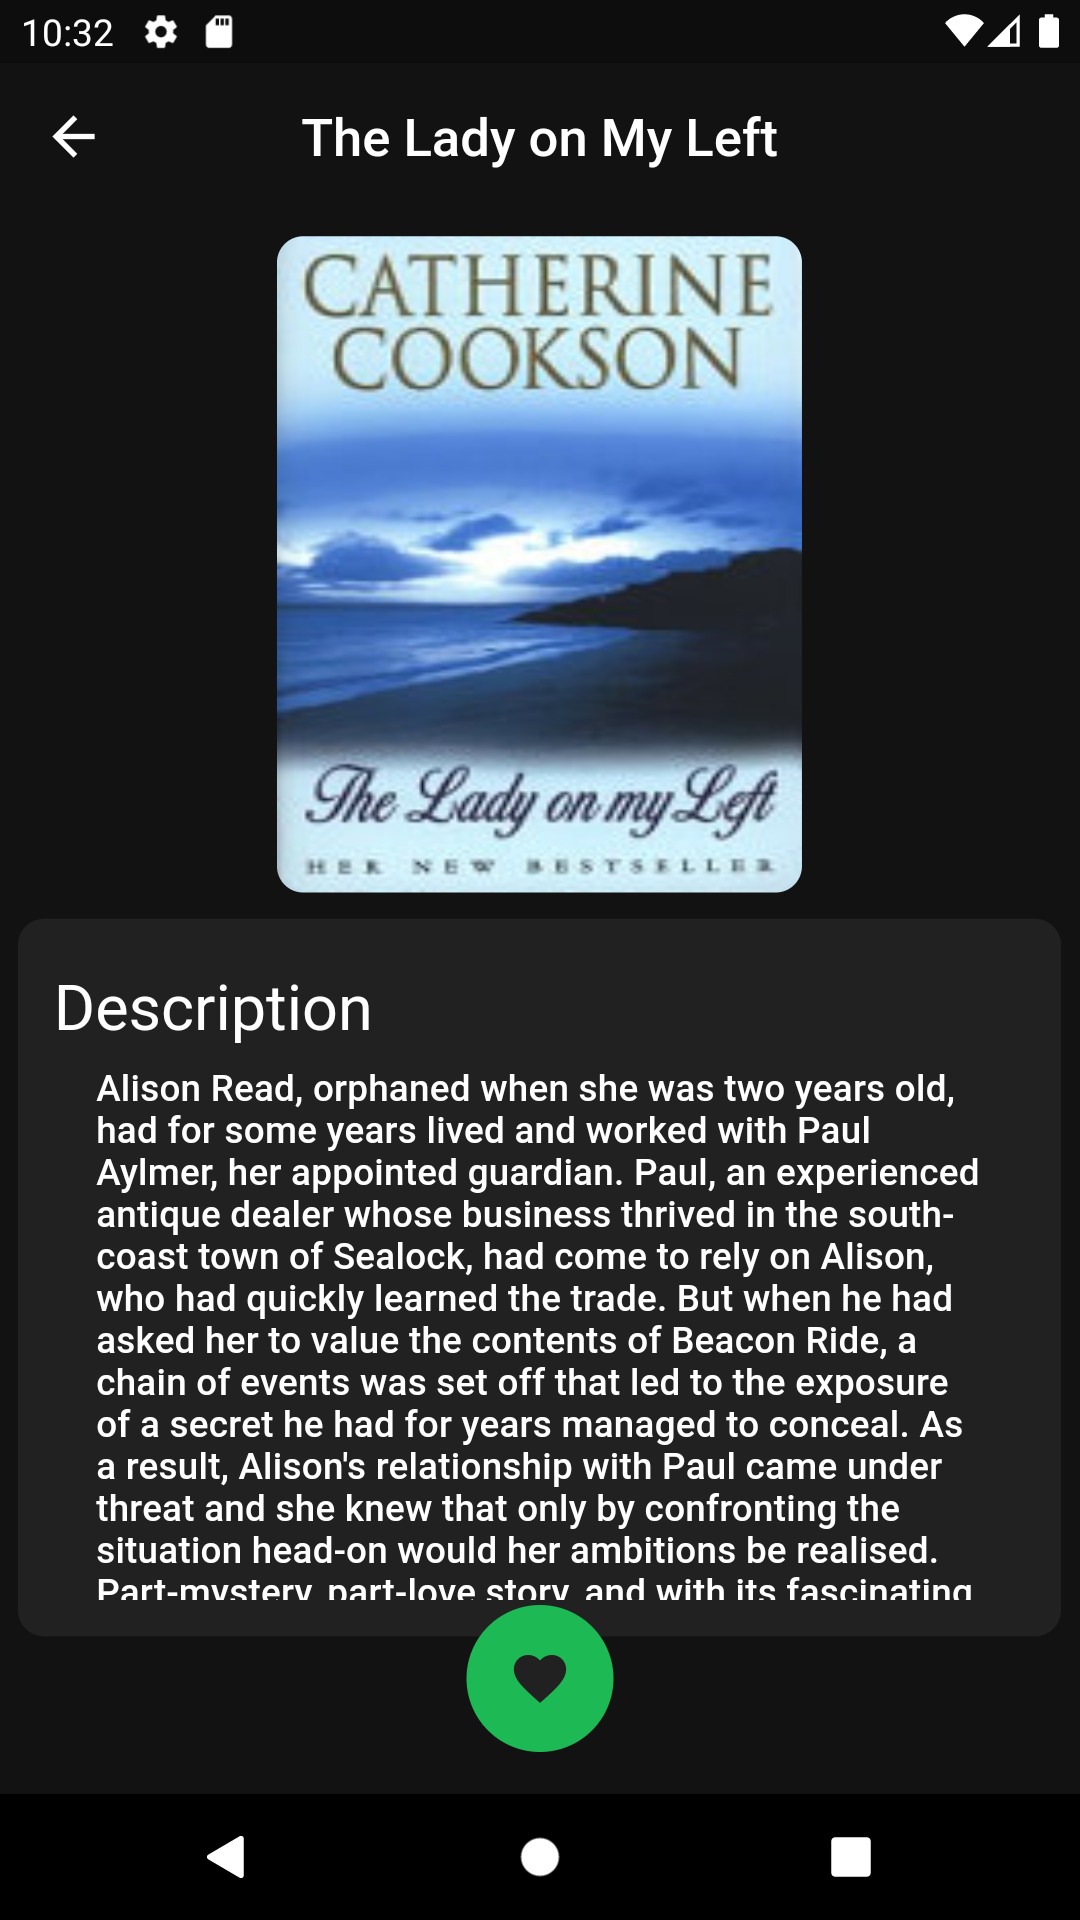 10:32
The Lady on My Left
CATHERINE
COOKSON
The Lady on my Left
HER NEW BESTSELLER
Description
Alison Read, orphaned when she was two years old,
had for some years lived and worked with Paul
Aylmer, her appointed guardian. Paul, an experienced
antique dealer whose business thrived in the south-
coast town of Sealock, had come to rely on Alison,
who had quickly learned the trade. But when he had
asked her to value the contents of Beacon Ride, a
chain of events was set off that led to the exposure
of a secret he had for years managed to conceal. As
a result, Alison's relationship with Paul came under
threat and she knew that only by confronting the
situation head-on would her ambitions be realised.
Part-mystery, part-love story, and with its fascinating